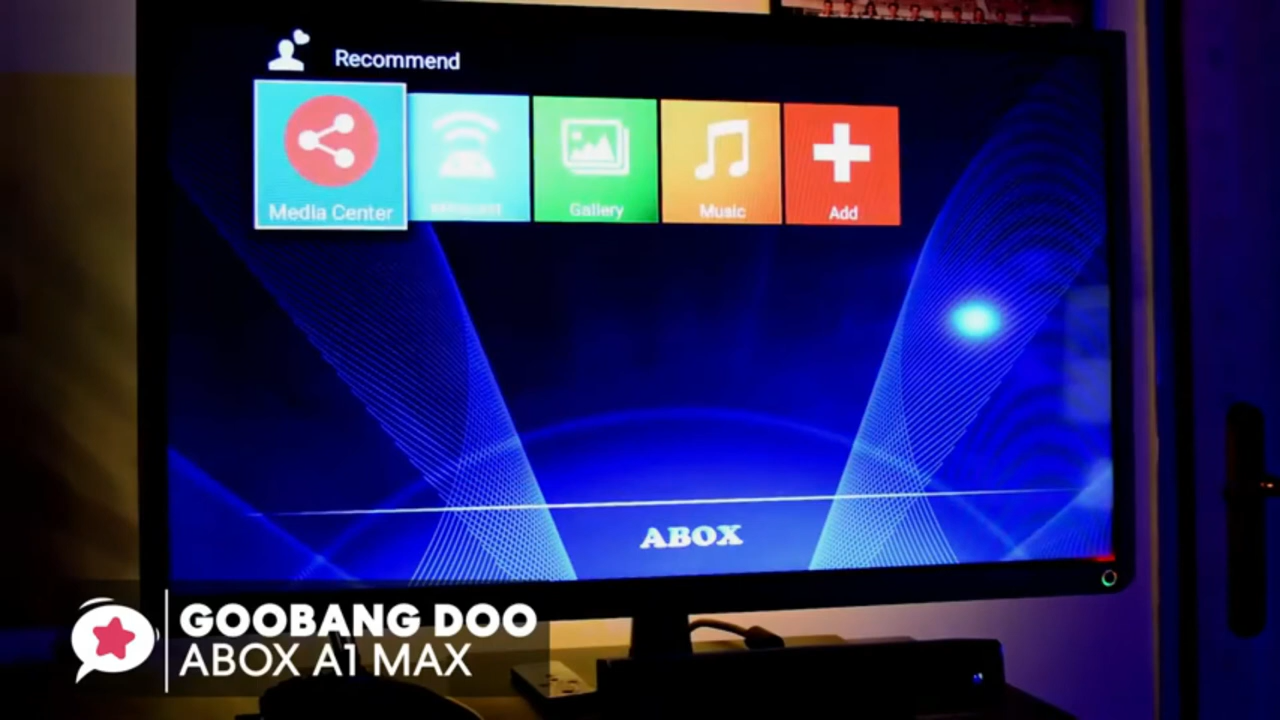 Recommend
Media Center
Gallery
Music
Add
ABOX
GOOBANG DOO
ABOX A1 MAX